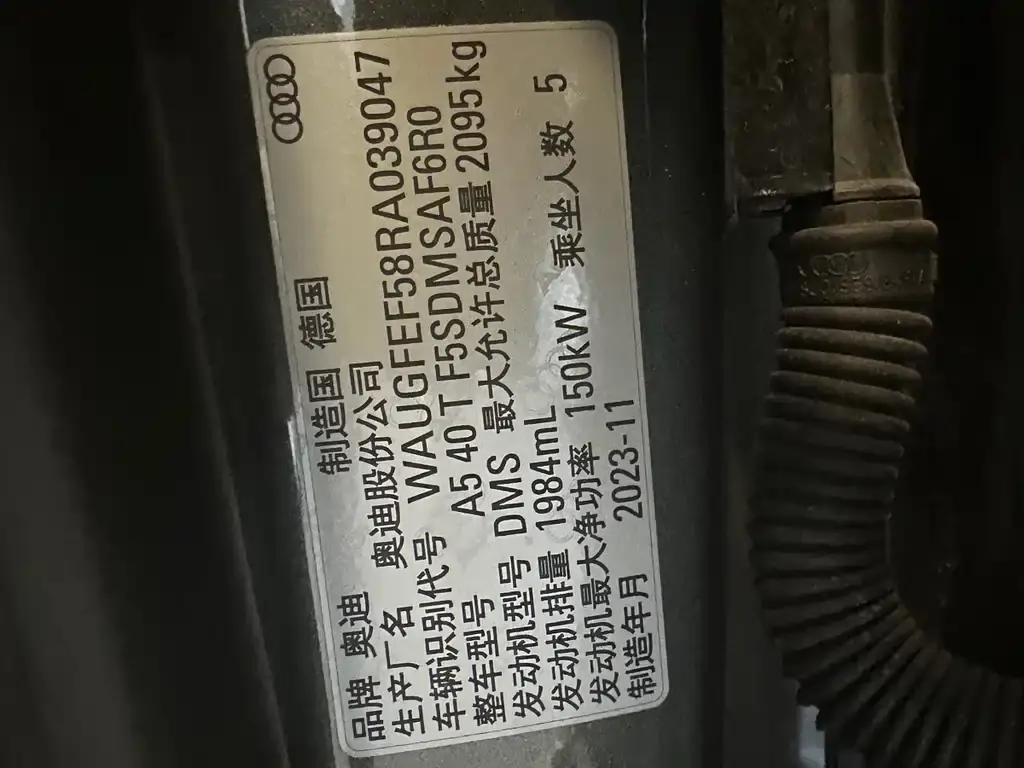 品牌 奥迪 制造国 德国
生产厂名 奥迪股份公司
车辆识别代号 WAUGFEF58RA039047
整车型号 A5 40 T F5SDMSAF6R0
发动机型号 DMS 最大允许总质量 2095kg
发动机排量 1984mL
发动机最大净功率 150kW 乘坐人数 5
制造年月 2023-11